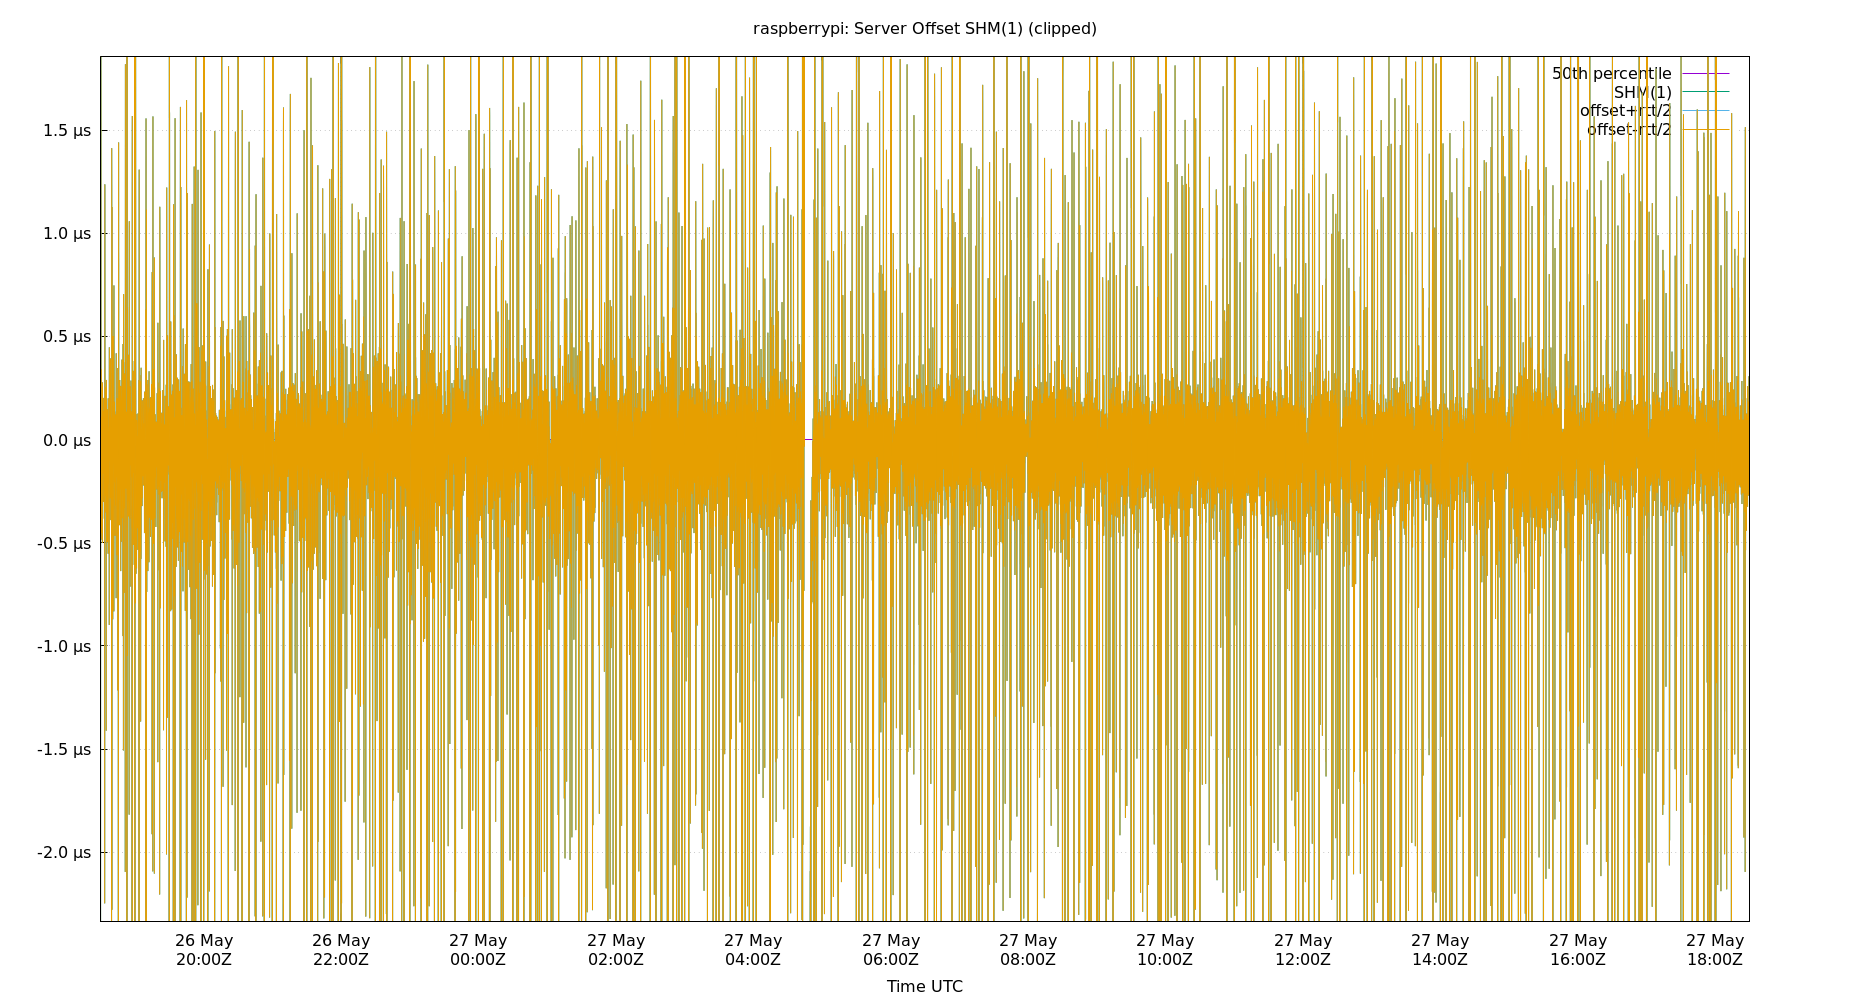 raspberrypi: Server Offset SHM(1) (clipped)
50th percentile
SHM(1)
offset+rtt/2
offset-rtt/2
1.5 µs
1.0 µs
0.5 µs
0.0 µs
-0.5 µs
-1.0 µs
-1.5 µs
-2.0 µs
26 May 26 May 27 May 27 May 27 May 27 May 27 May 27 May 27 May 27 May 27 May 27 May
20:00Z 22:00Z 00:00Z 02:00Z 04:00Z 06:00Z 08:00Z 10:00Z 12:00Z 14:00Z 16:00Z 18:00Z
Time UTC